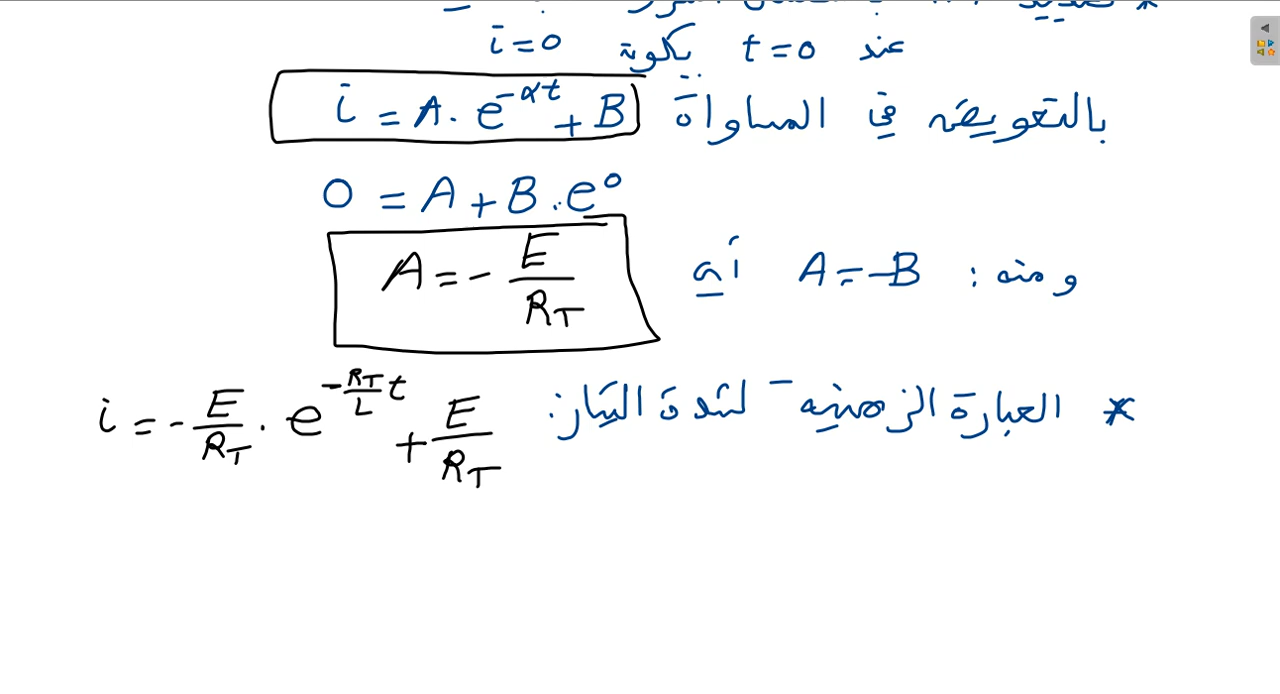 عند t = 0 يكون i = 0
بالتعويض في المساواة i = A. e^{-αt} + B
0 = A + B . e^0
ومنه : A = -B أي A = - E/R_T
* العبارة الزمنية لشدة التيار: i = - E/R_T . e^{-R_T/L t} + E/R_T